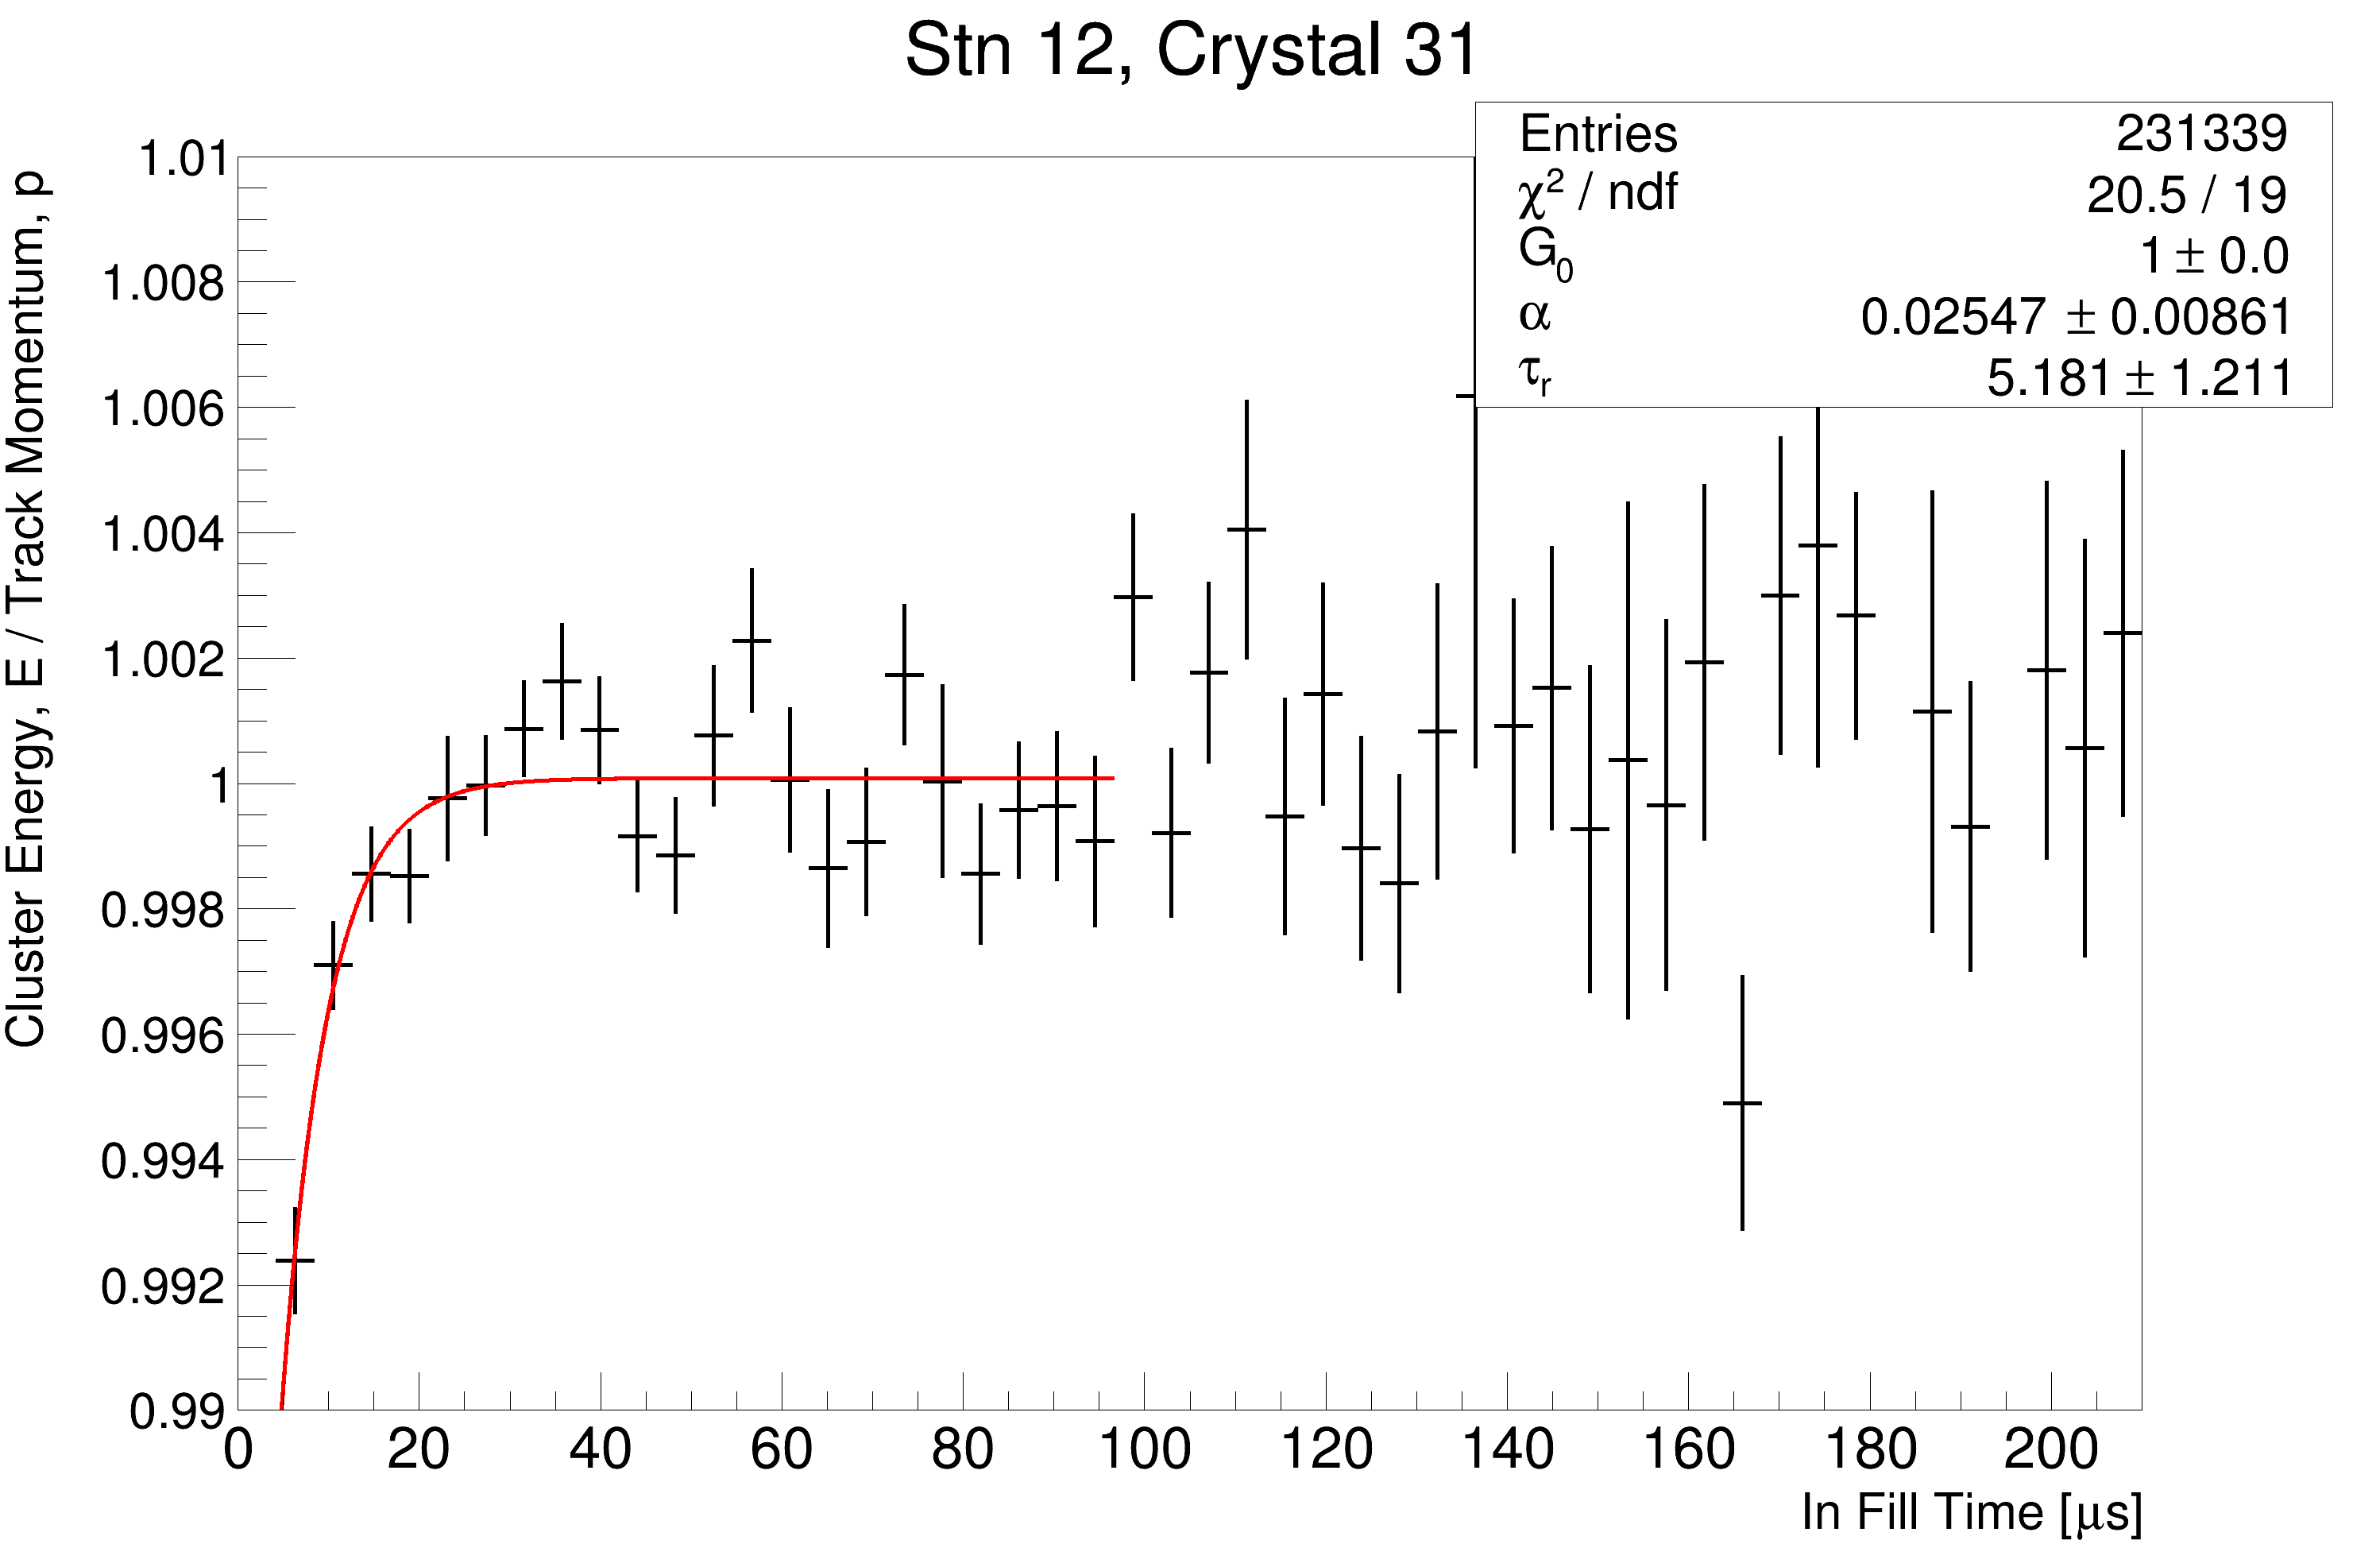 Stn 12, Crystal 31
Entries 231339
χ² / ndf 20.5 / 19
G₀ 1 ± 0.0
α 0.02547 ± 0.00861
τᵣ 5.181 ± 1.211
Cluster Energy, E / Track Momentum, p
1.01
1.008
1.006
1.004
1.002
1
0.998
0.996
0.994
0.992
0.99
0 20 40 60 80 100 120 140 160 180 200
In Fill Time [μs]